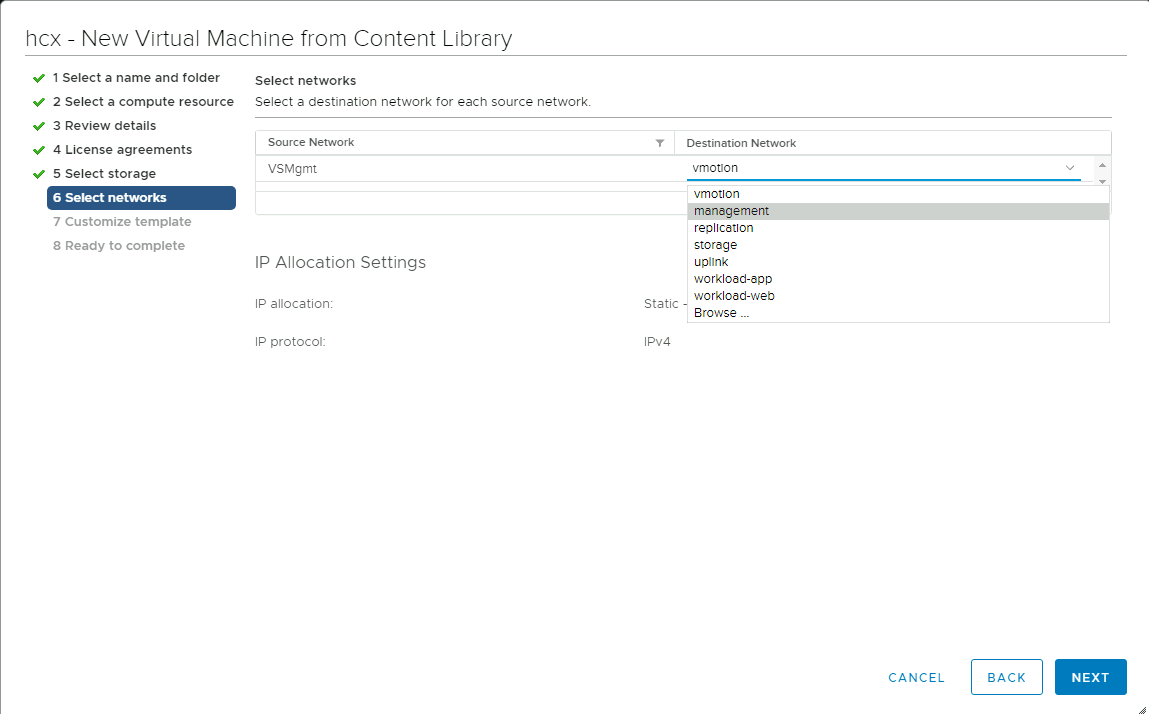 hcx - New Virtual Machine from Content Library
1 Select a name and folder
2 Select a compute resource
3 Review details
4 License agreements
5 Select storage
6 Select networks
7 Customize template
8 Ready to complete
Select networks
Select a destination network for each source network.
Source Network Destination Network
VSMgmt vmotion
vmotion
management
replication
storage
uplink
workload-app
workload-web
Browse ...
IP Allocation Settings
IP allocation: Static -
IP protocol: IPv4
CANCEL BACK NEXT